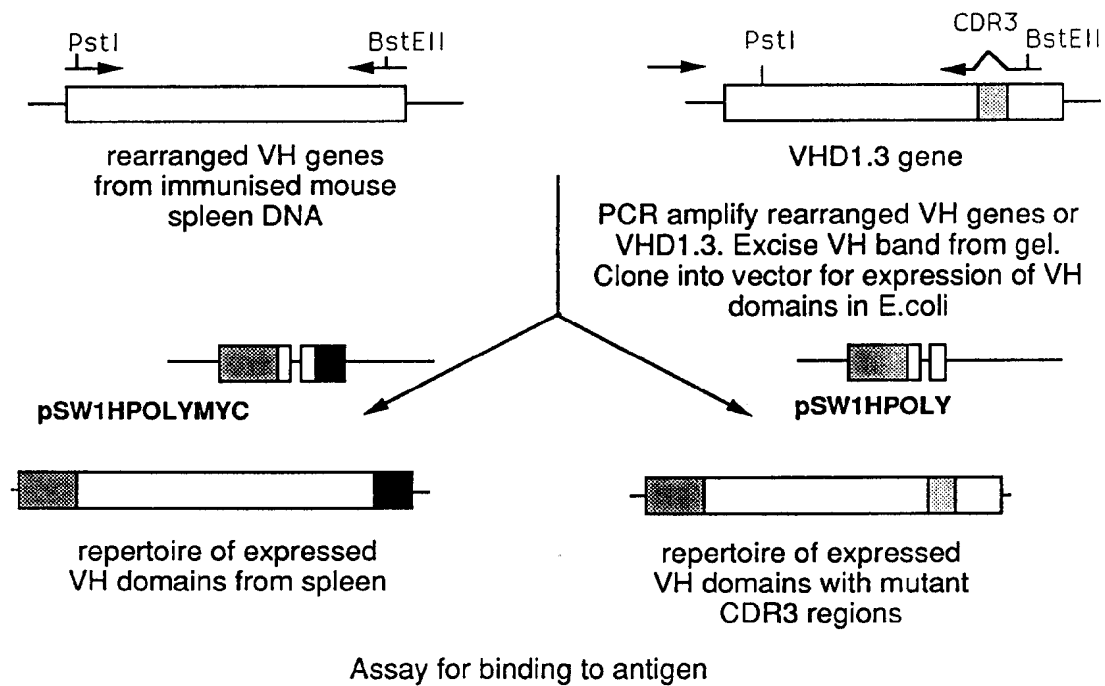 PstI
BstEII
rearranged VH genes
from immunised mouse
spleen DNA
CDR3
PstI
BstEII
VHD1.3 gene
PCR amplify rearranged VH genes or
VHD1.3. Excise VH band from gel.
Clone into vector for expression of VH
domains in E.coli
pSW1HPOLYMYC
pSW1HPOLY
repertoire of expressed
VH domains from spleen
repertoire of expressed
VH domains with mutant
CDR3 regions
Assay for binding to antigen